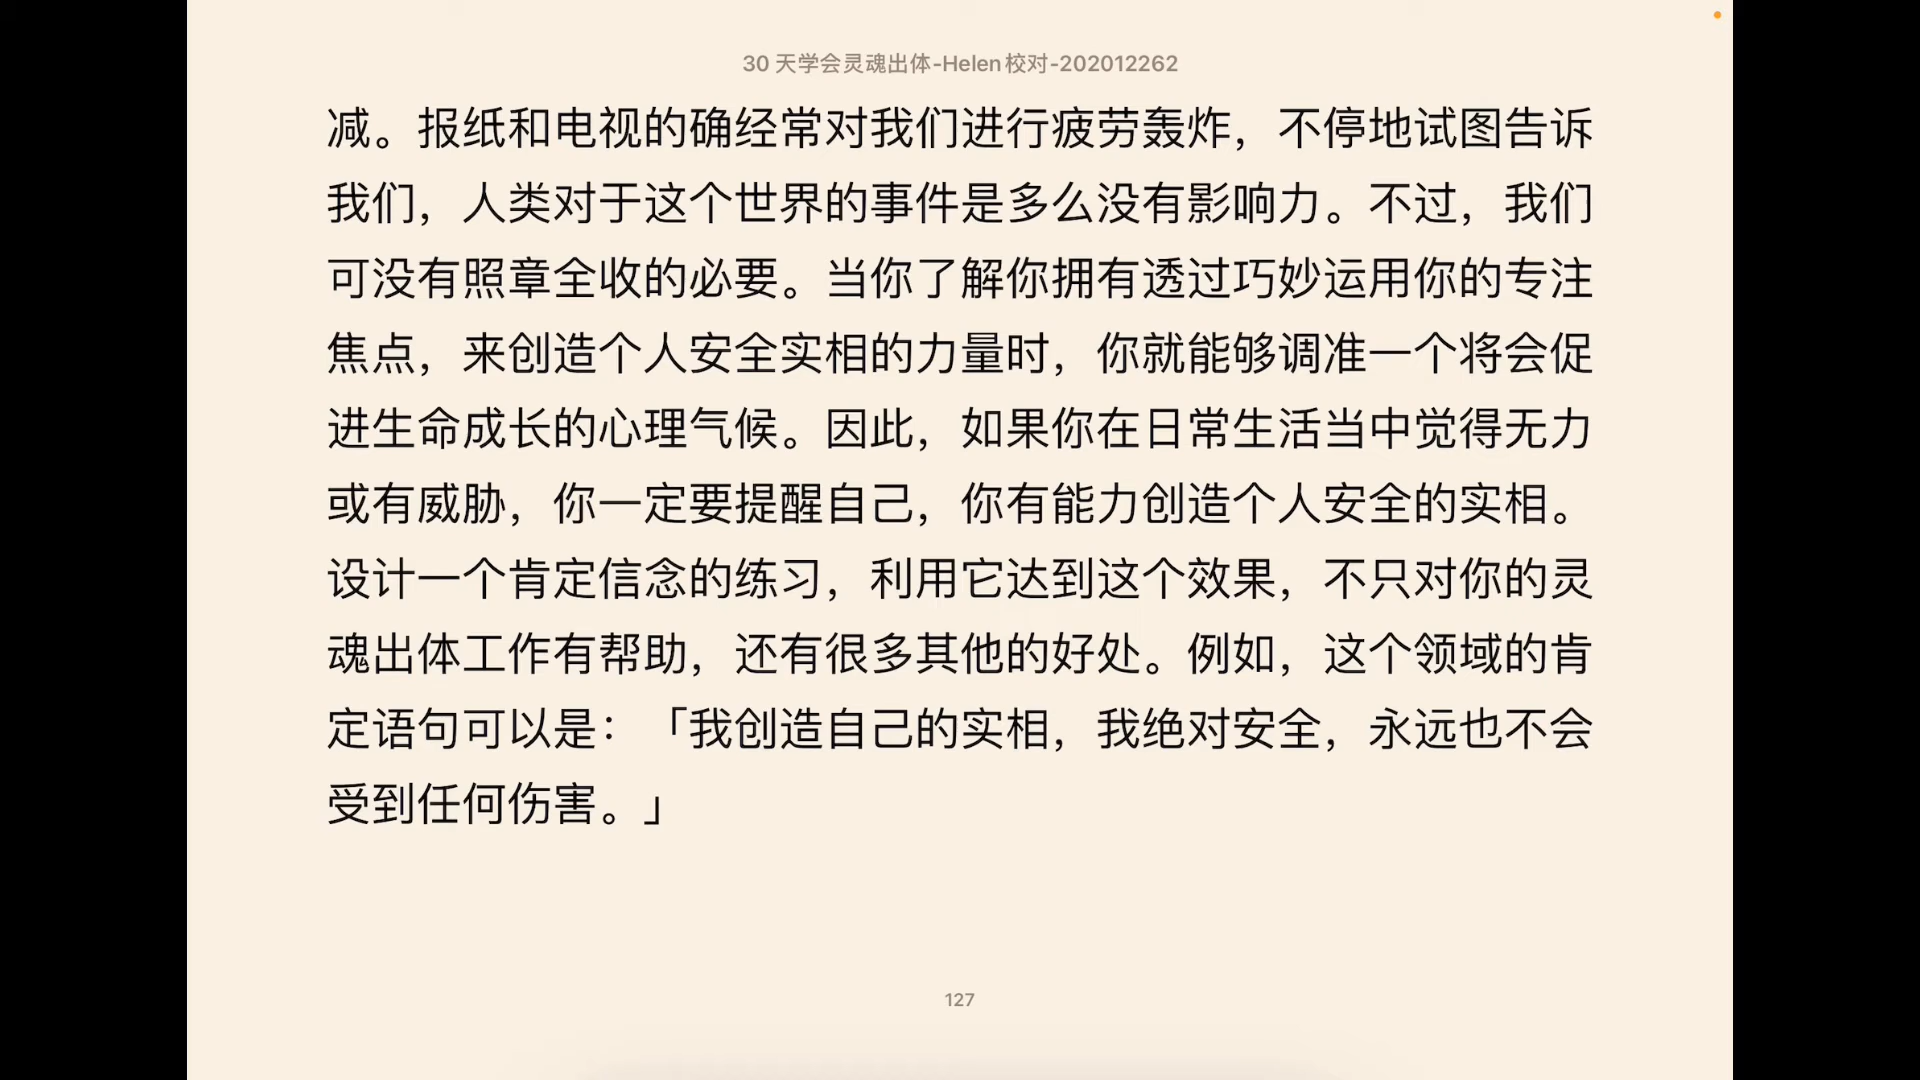 30 天学会灵魂出体-Helen校对-202012262
减。报纸和电视的确经常对我们进行疲劳轰炸，不停地试图告诉
我们，人类对于这个世界的事件是多么没有影响力。不过，我们
可没有照章全收的必要。当你了解你拥有透过巧妙运用你的专注
焦点，来创造个人安全实相的力量时，你就能够调准一个将会促
进生命成长的心理气候。因此，如果你在日常生活当中觉得无力
或有威胁，你一定要提醒自己，你有能力创造个人安全的实相。
设计一个肯定信念的练习，利用它达到这个效果，不只对你的灵
魂出体工作有帮助，还有很多其他的好处。例如，这个领域的肯
定语句可以是：「我创造自己的实相，我绝对安全，永远也不会
受到任何伤害。」
127